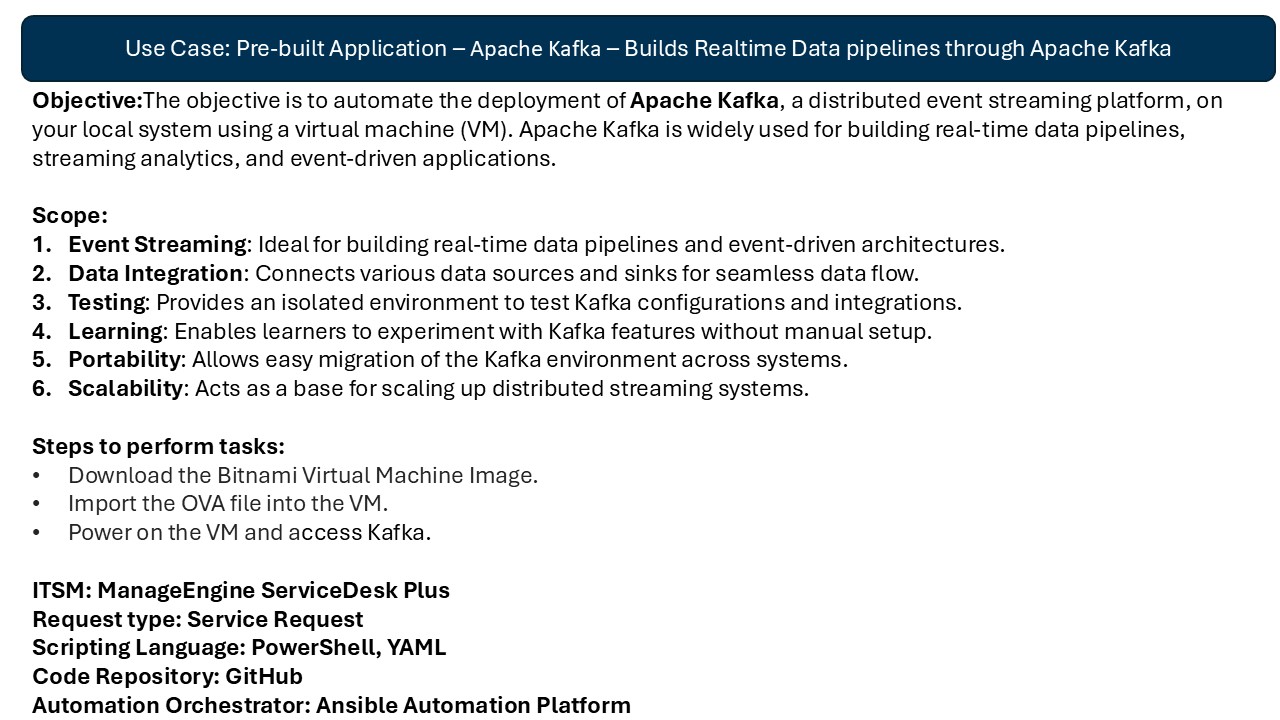 Use Case: Pre-built Application – Apache Kafka – Builds Realtime Data pipelines through Apache Kafka
Objective:The objective is to automate the deployment of Apache Kafka, a distributed event streaming platform, on
your local system using a virtual machine (VM). Apache Kafka is widely used for building real-time data pipelines,
streaming analytics, and event-driven applications.
Scope:
1. Event Streaming: Ideal for building real-time data pipelines and event-driven architectures.
2. Data Integration: Connects various data sources and sinks for seamless data flow.
3. Testing: Provides an isolated environment to test Kafka configurations and integrations.
4. Learning: Enables learners to experiment with Kafka features without manual setup.
5. Portability: Allows easy migration of the Kafka environment across systems.
6. Scalability: Acts as a base for scaling up distributed streaming systems.
Steps to perform tasks:
• Download the Bitnami Virtual Machine Image.
• Import the OVA file into the VM.
• Power on the VM and access Kafka.
ITSM: ManageEngine ServiceDesk Plus
Request type: Service Request
Scripting Language: PowerShell, YAML
Code Repository: GitHub
Automation Orchestrator: Ansible Automation Platform